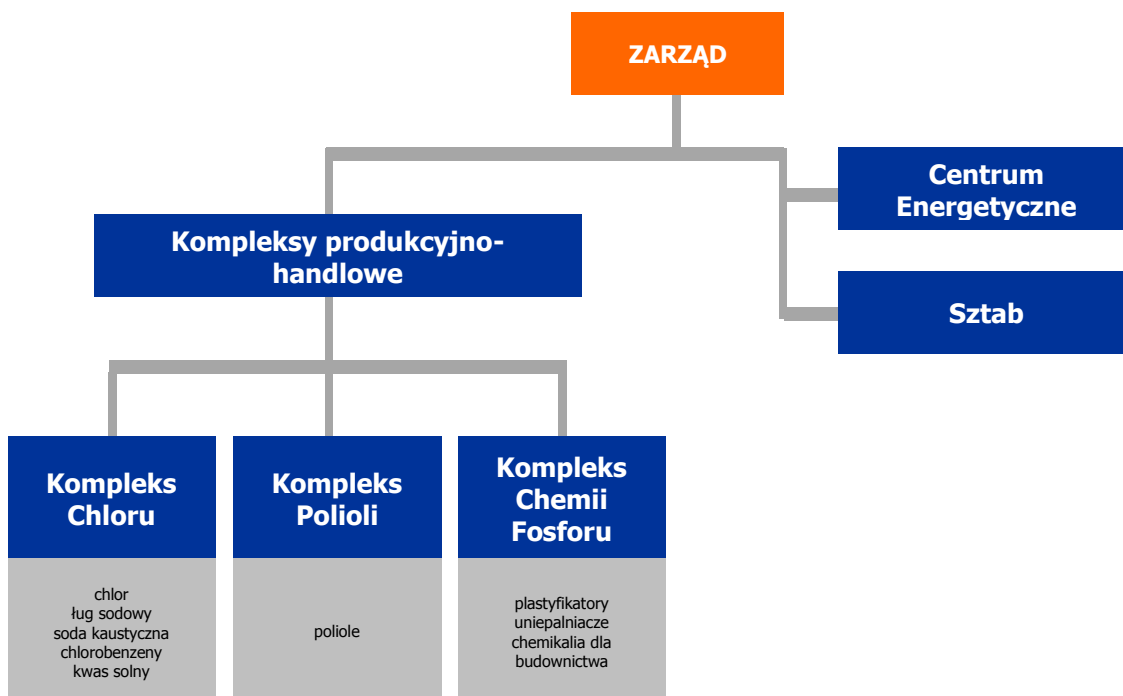 ZARZĄD
Centrum
Energetyczne
Kompleksy produkcyjno-
handlowe
Sztab
Kompleks
Chloru
Kompleks
Polioli
Kompleks
Chemii
Fosforu
chlor
ług sodowy
soda kaustyczna
chlorobenzeny
kwas solny
poliole
plastyfikatory
uniepalniacze
chemikalia dla
budownictwa